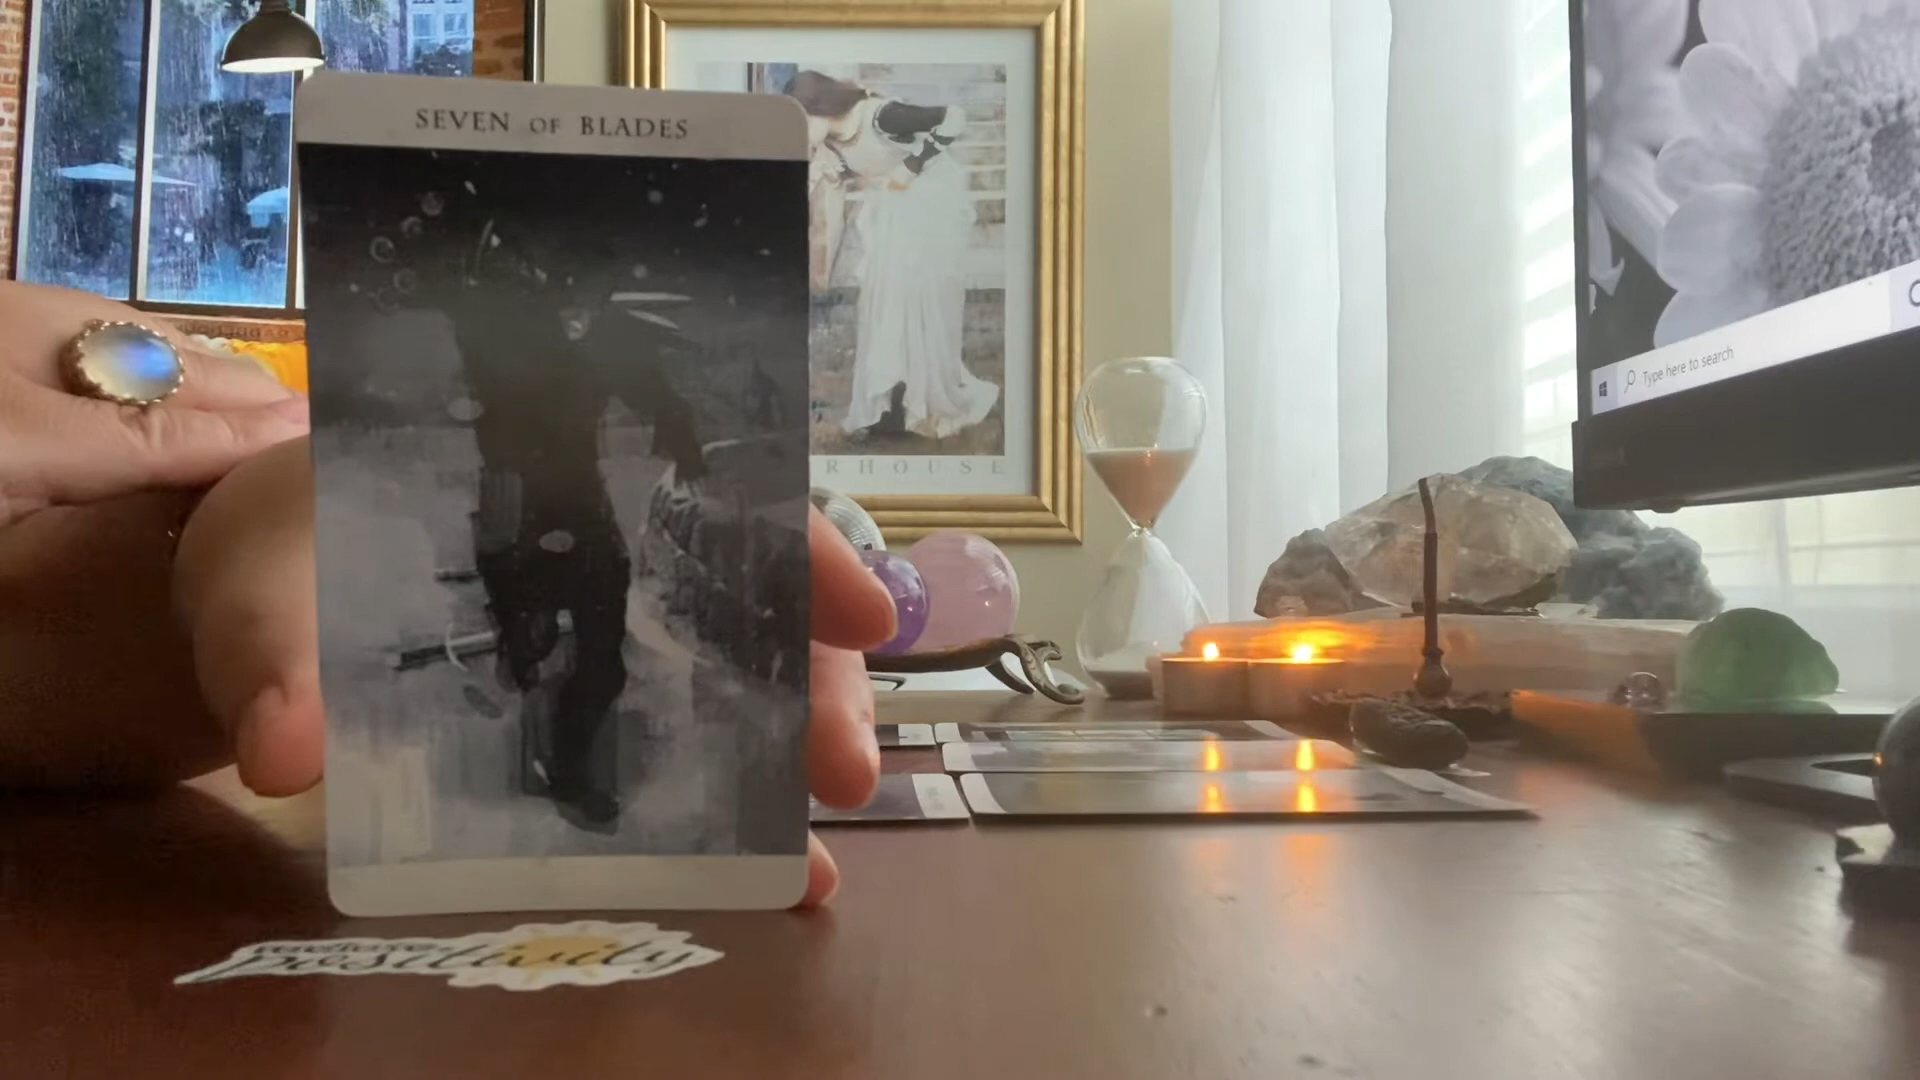 SEVEN OF BLADES
RHOUSE
Type here to search
positivity